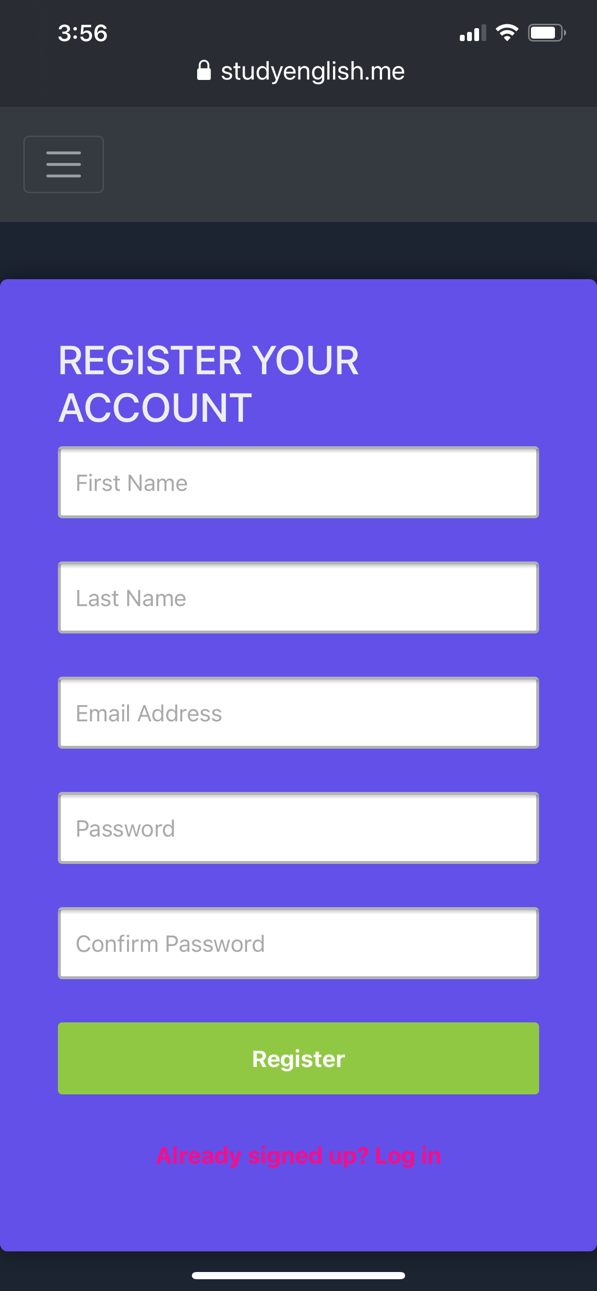 3:56
studyenglish.me
REGISTER YOUR
ACCOUNT
First Name
Last Name
Email Address
Password
Confirm Password
Register
Already signed up? Log in